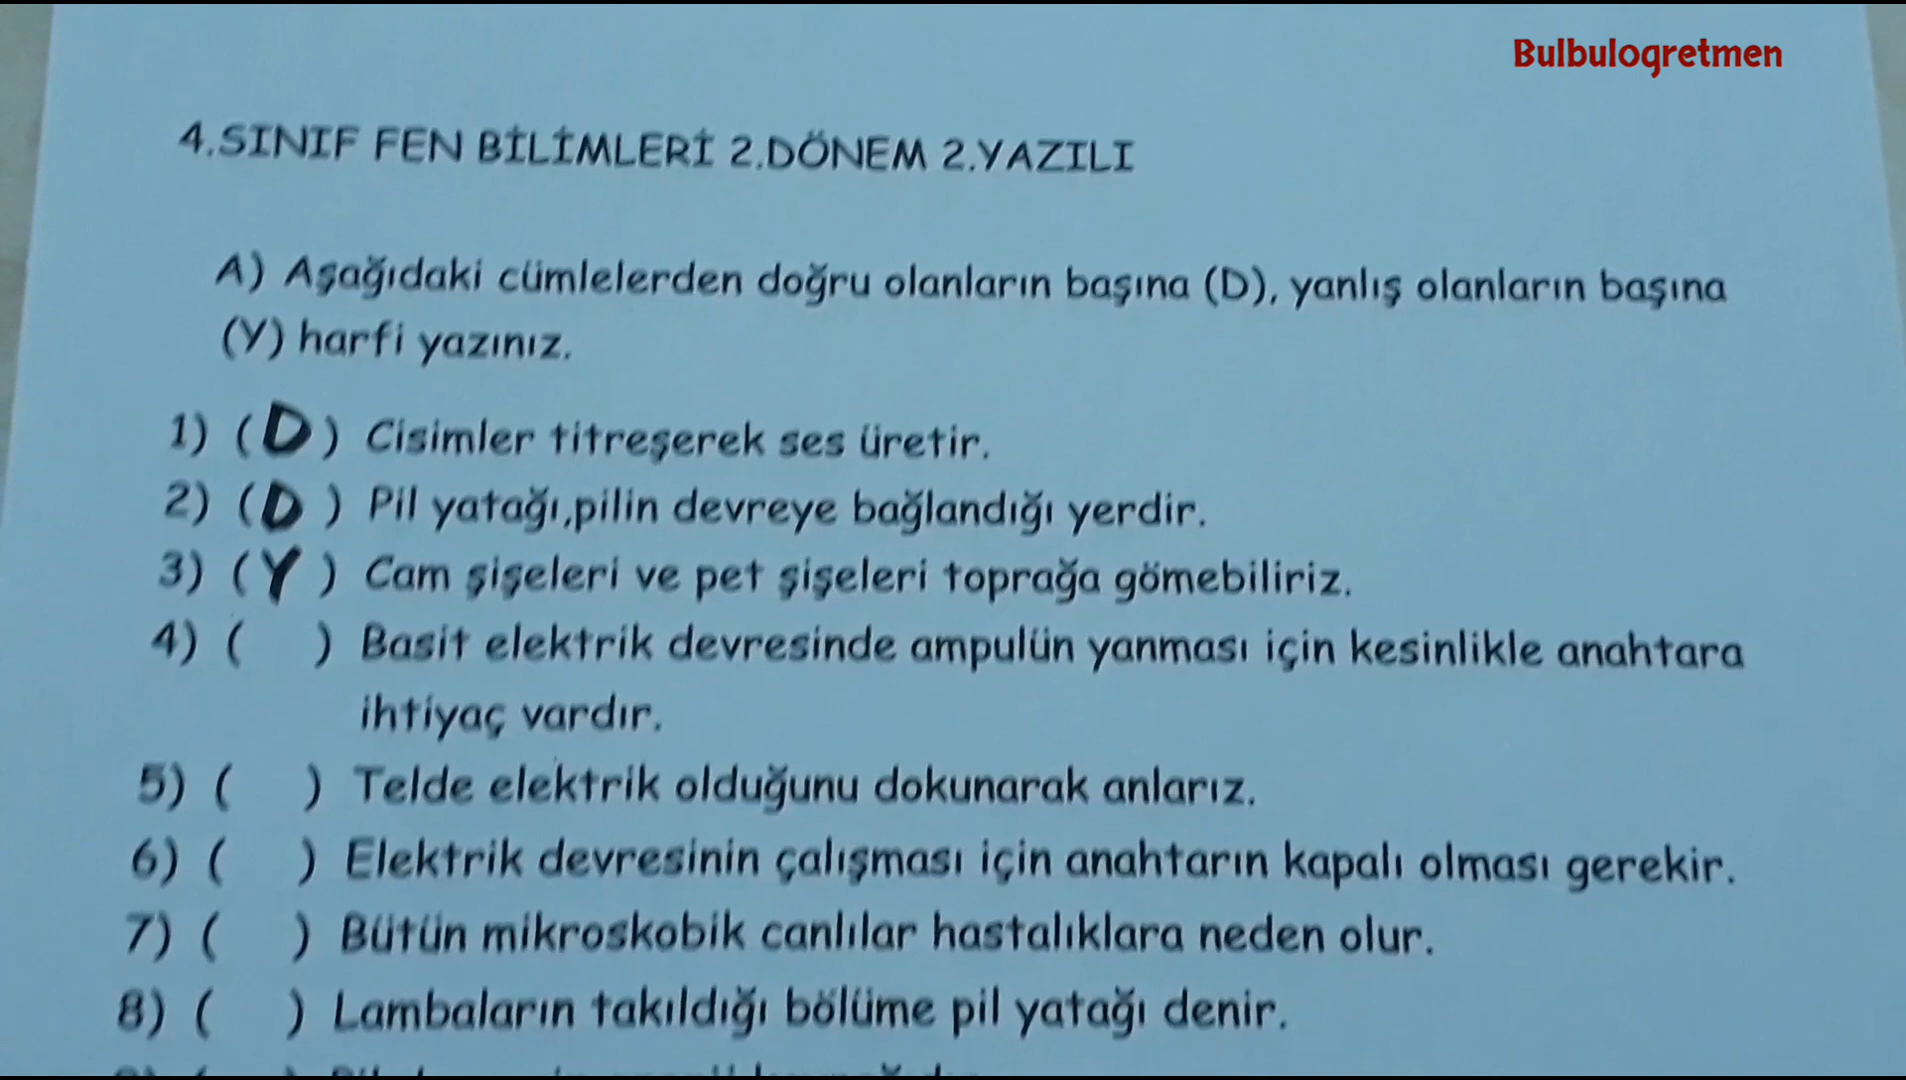 Bulbulogretmen
4.SINIF FEN BİLİMLERİ 2.DÖNEM 2.YAZILI
A) Aşağıdaki cümlelerden doğru olanların başına (D), yanlış olanların başına
(Y) harfi yazınız.
1) (D) Cisimler titreşerek ses üretir.
2) (D) Pil yatağı,pilin devreye bağlandığı yerdir.
3) (Y) Cam şişeleri ve pet şişeleri toprağa gömebiliriz.
4) ( ) Basit elektrik devresinde ampulün yanması için kesinlikle anahtara
ihtiyaç vardır.
5) ( ) Telde elektrik olduğunu dokunarak anlarız.
6) ( ) Elektrik devresinin çalışması için anahtarın kapalı olması gerekir.
7) ( ) Bütün mikroskobik canlılar hastalıklara neden olur.
8) ( ) Lambaların takıldığı bölüme pil yatağı denir.